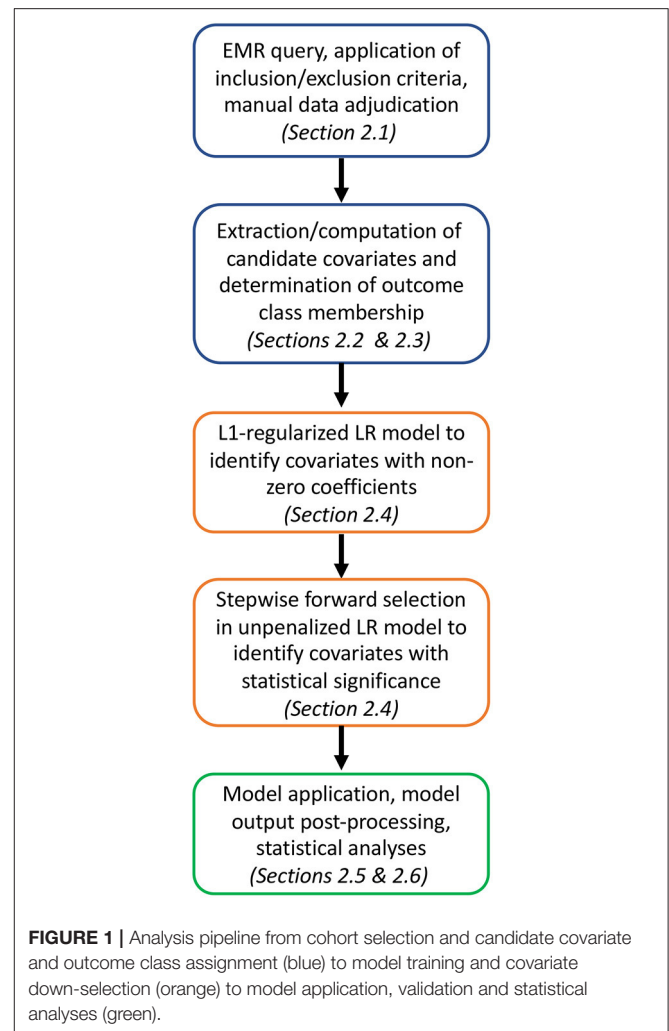 EMR query, application of
inclusion/exclusion criteria,
manual data adjudication
(Section 2.1)
Extraction/computation of
candidate covariates and
determination of outcome
class membership
(Sections 2.2 & 2.3)
L1-regularized LR model to
identify covariates with non-
zero coefficients
(Section 2.4)
Stepwise forward selection
in unpenalized LR model to
identify covariates with
statistical significance
(Section 2.4)
Model application, model
output post-processing,
statistical analyses
(Sections 2.5 & 2.6)
FIGURE 1 | Analysis pipeline from cohort selection and candidate covariate
and outcome class assignment (blue) to model training and covariate
down-selection (orange) to model application, validation and statistical
analyses (green).